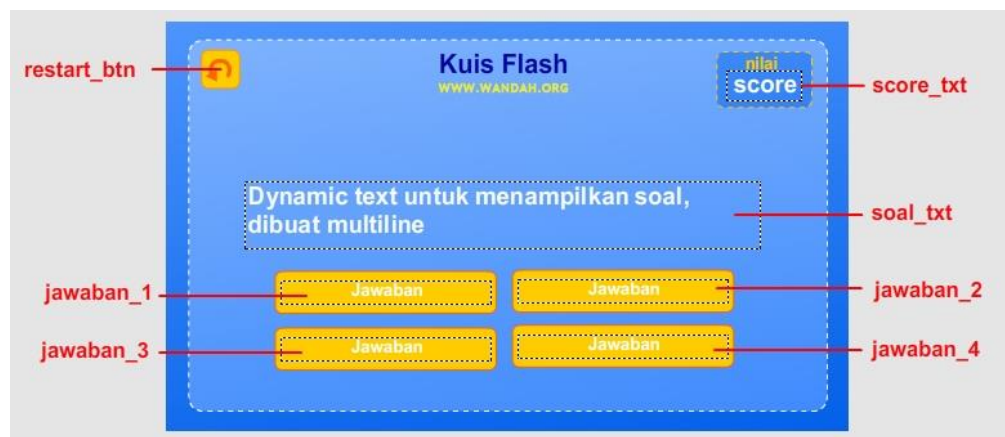 restart_btn
Kuis Flash
WWW.WANDAH.ORG
nilai
score
score_txt
Dynamic text untuk menampilkan soal,
dibuat multiline
soal_txt
jawaban_1
Jawaban
Jawaban
jawaban_2
jawaban_3
Jawaban
Jawaban
jawaban_4